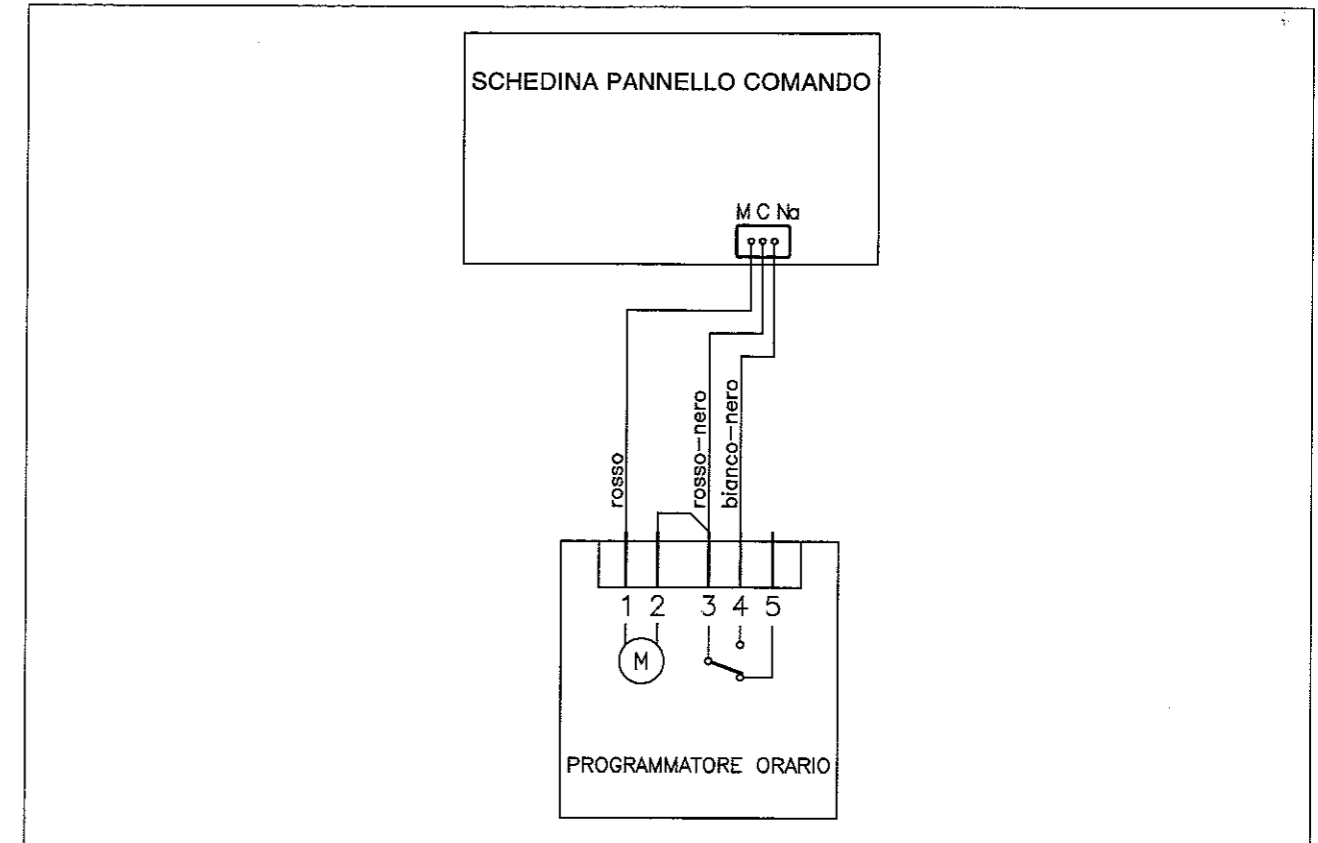 SCHEDINA PANNELLO COMANDO
M C Na
rosso
rosso-nero
bianco-nero
1 2 3 4 5
M
PROGRAMMATORE ORARIO